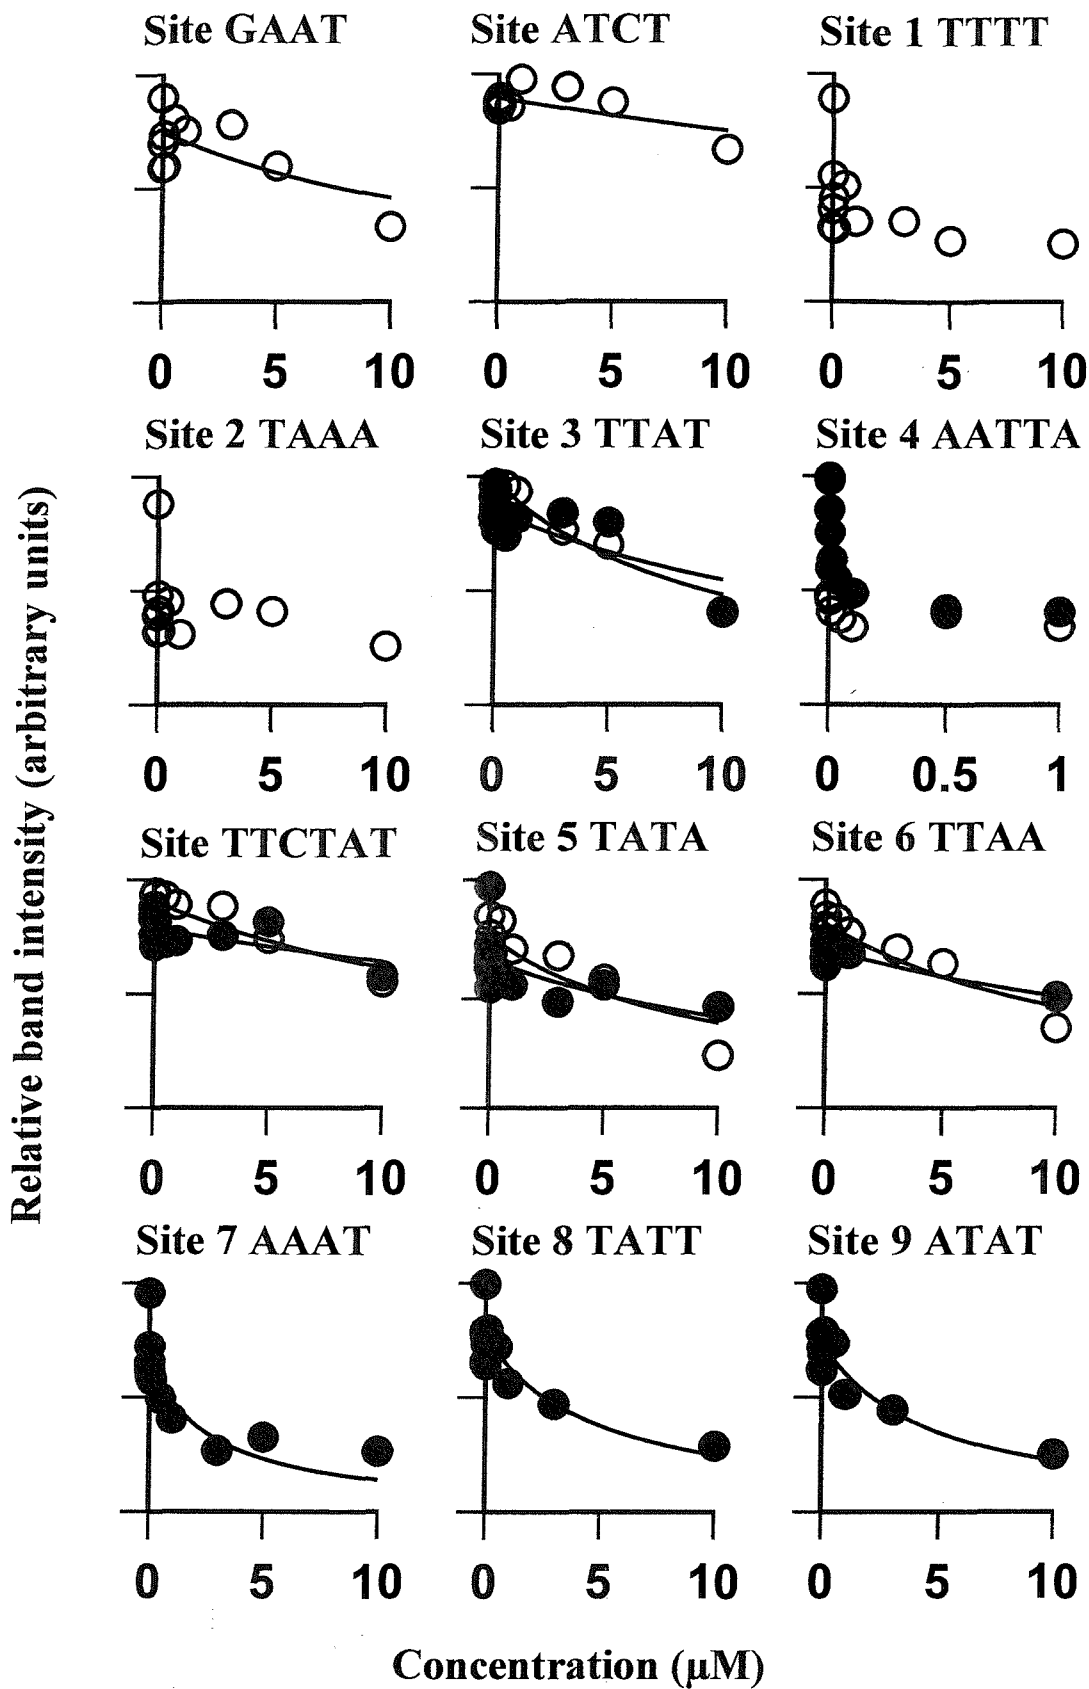 Site GAAT Site ATCT Site 1 TTTT
0 5 10 0 5 10 0 5 10
Site 2 TAAA Site 3 TTAT Site 4 AATTA
0 5 10 0 5 10 0 0.5 1
Site TTCTAT Site 5 TATA Site 6 TTAA
0 5 10 0 5 10 0 5 10
Site 7 AAAT Site 8 TATT Site 9 ATAT
0 5 10 0 5 10 0 5 10
Relative band intensity (arbitrary units)
Concentration (μM)